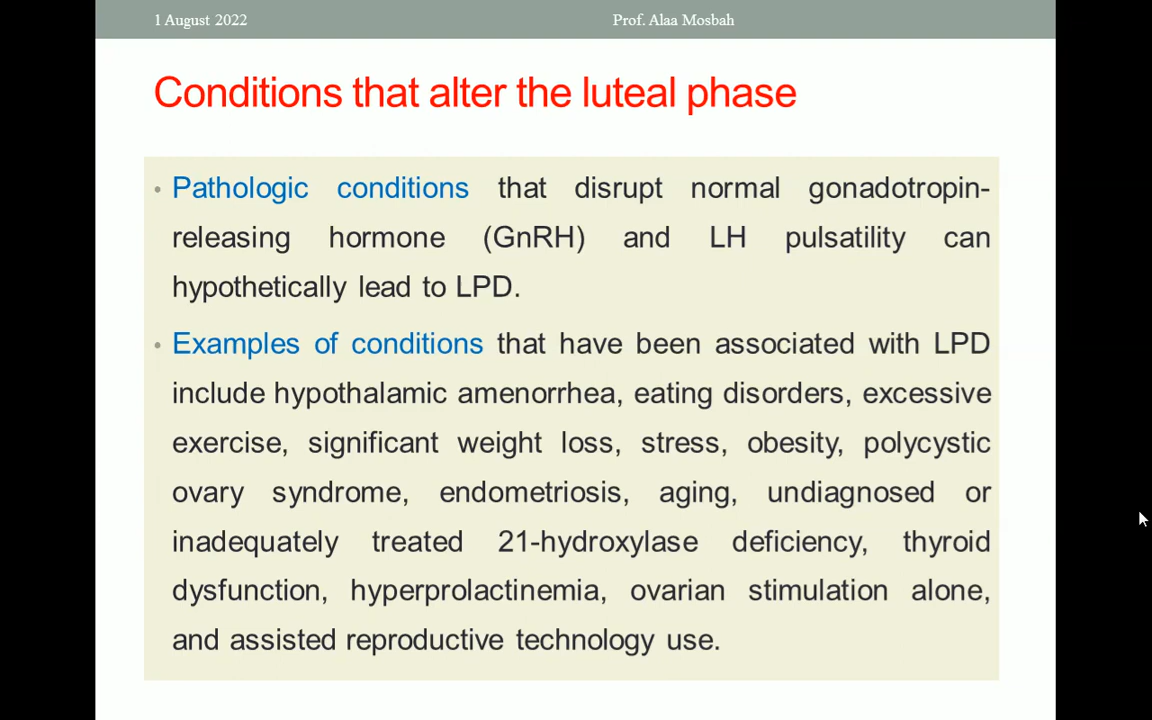 1 August 2022 Prof. Alaa Mosbah
Conditions that alter the luteal phase
• Pathologic conditions that disrupt normal gonadotropin-
releasing hormone (GnRH) and LH pulsatility can
hypothetically lead to LPD.
• Examples of conditions that have been associated with LPD
include hypothalamic amenorrhea, eating disorders, excessive
exercise, significant weight loss, stress, obesity, polycystic
ovary syndrome, endometriosis, aging, undiagnosed or
inadequately treated 21-hydroxylase deficiency, thyroid
dysfunction, hyperprolactinemia, ovarian stimulation alone,
and assisted reproductive technology use.